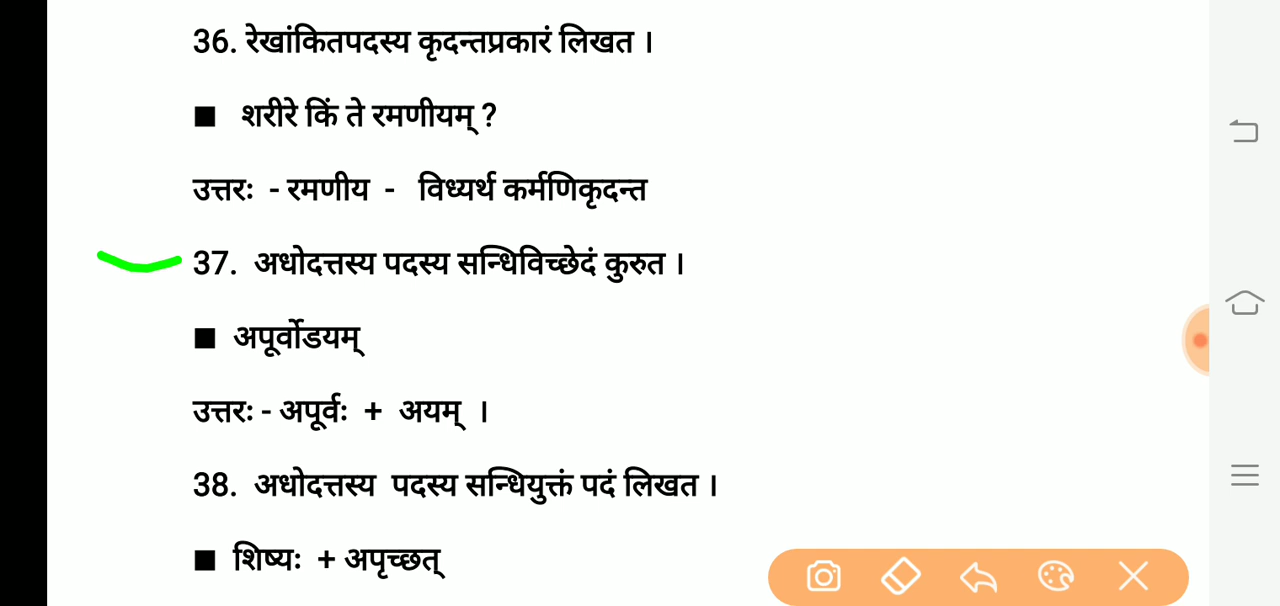 36. रेखांकितपदस्य कृदन्तप्रकारं लिखत ।
■ शरीरे किं ते रमणीयम् ?
उत्तरः - रमणीय - विध्यर्थ कर्मणिकृदन्त
37. अधोदत्तस्य पदस्य सन्धिविच्छेदं कुरुत ।
■ अपूर्वोडयम्
उत्तरः - अपूर्वः + अयम् ।
38. अधोदत्तस्य पदस्य सन्धियुक्तं पदं लिखत ।
■ शिष्यः + अपृच्छत्